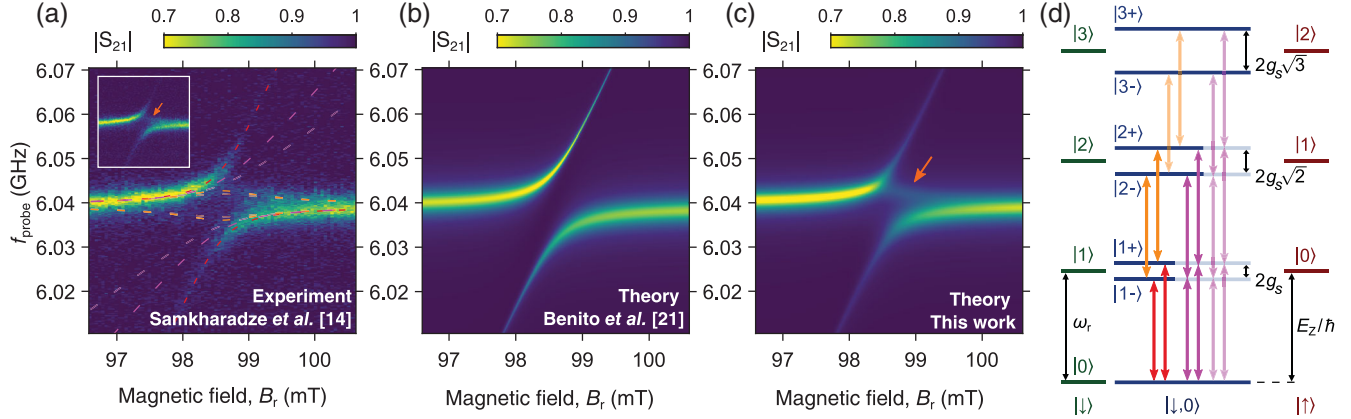 (a)
|S21|
0.7 0.8 0.9 1
6.07
6.06
6.05
6.04
6.03
6.02
fprobe (GHz)
Experiment
Samkharadze et al. [14]
97 98 99 100
Magnetic field, Br (mT)
(b)
|S21|
0.7 0.8 0.9 1
6.07
6.06
6.05
6.04
6.03
6.02
Theory
Benito et al. [21]
97 98 99 100
Magnetic field, Br (mT)
(c)
|S21|
0.7 0.8 0.9 1
6.07
6.06
6.05
6.04
6.03
6.02
Theory
This work
97 98 99 100
Magnetic field, Br (mT)
(d)
|3+⟩
|3⟩ |2⟩
2gs√3
|3-⟩
|2+⟩
|2⟩ |1⟩
2gs√2
|2-⟩
|1+⟩
|1⟩ |0⟩
2gs
|1-⟩
ωr EZ/ħ
|0⟩
|↓⟩ |↓,0⟩ |↑⟩